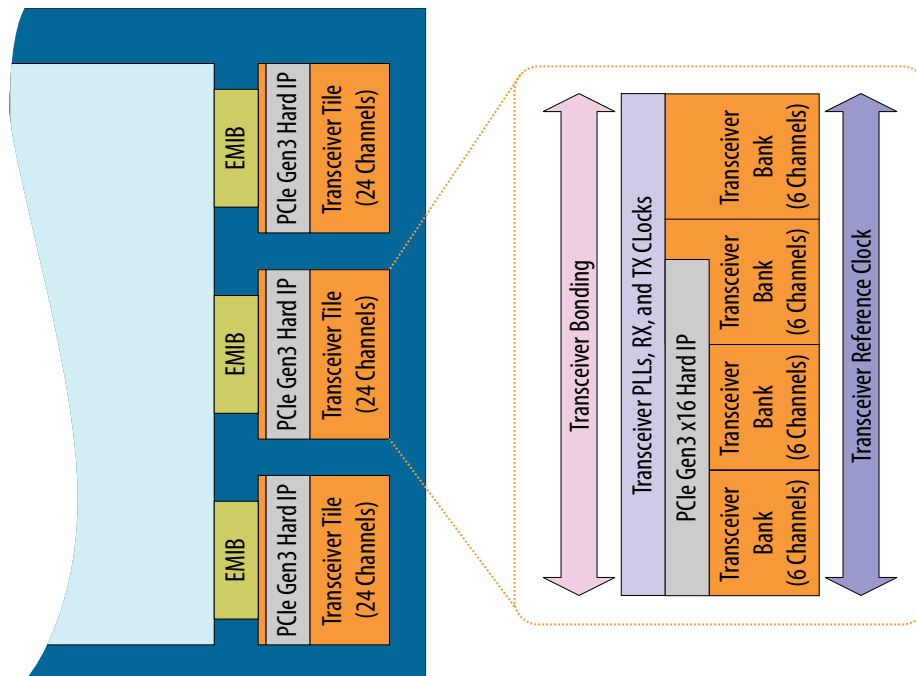 EMIB
PCIe Gen3 Hard IP
Transceiver Tile
(24 Channels)
EMIB
PCIe Gen3 Hard IP
Transceiver Tile
(24 Channels)
EMIB
PCIe Gen3 Hard IP
Transceiver Tile
(24 Channels)
Transceiver Bonding
Transceiver PLLs, RX, and TX CLocks
PCIe Gen3 x16 Hard IP
Transceiver
Bank
(6 Channels)
Transceiver
Bank
(6 Channels)
Transceiver
Bank
(6 Channels)
Transceiver
Bank
(6 Channels)
Transceiver Reference Clock